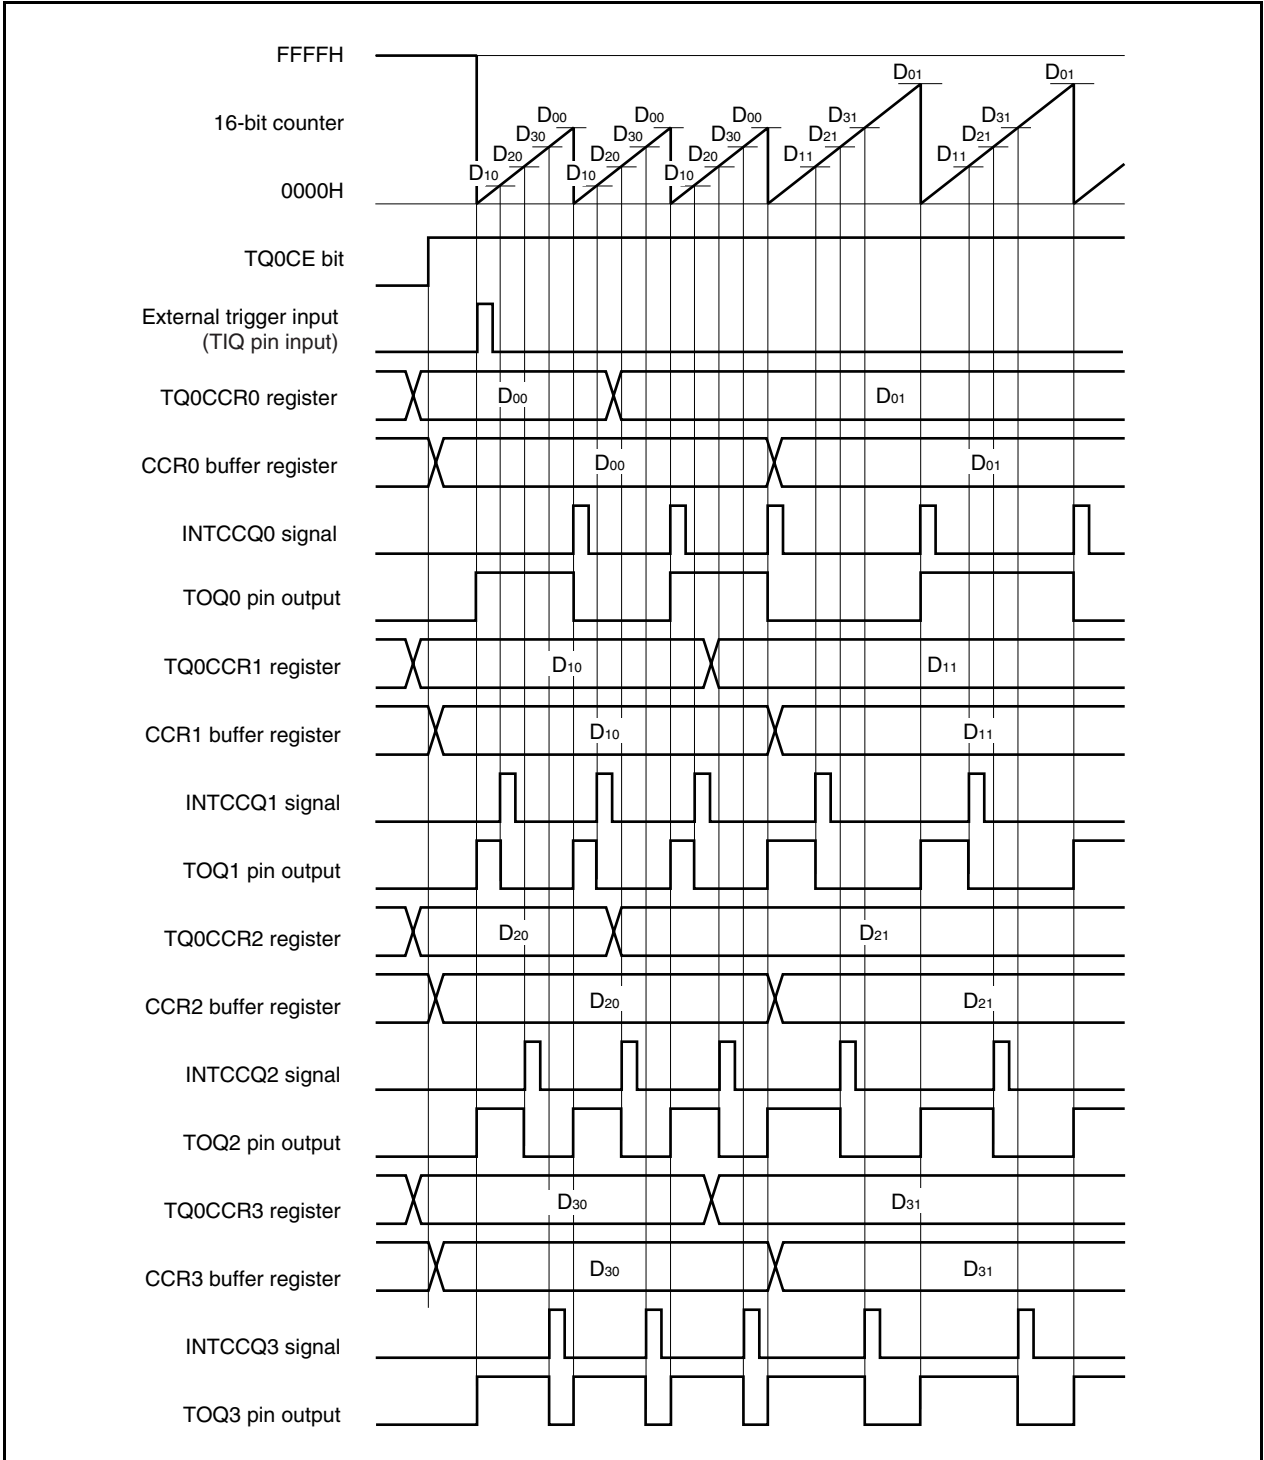 FFFFH
D01 D01
16-bit counter
D00 D00 D00 D31 D31
D30 D30 D30 D21 D21
D20 D20 D20 D11 D11
D10 D10 D10
0000H
TQ0CE bit
External trigger input
(TIQ pin input)
TQ0CCR0 register D00 D01
CCR0 buffer register D00 D01
INTCCQ0 signal
TOQ0 pin output
TQ0CCR1 register D10 D11
CCR1 buffer register D10 D11
INTCCQ1 signal
TOQ1 pin output
TQ0CCR2 register D20 D21
CCR2 buffer register D20 D21
INTCCQ2 signal
TOQ2 pin output
TQ0CCR3 register D30 D31
CCR3 buffer register D30 D31
INTCCQ3 signal
TOQ3 pin output